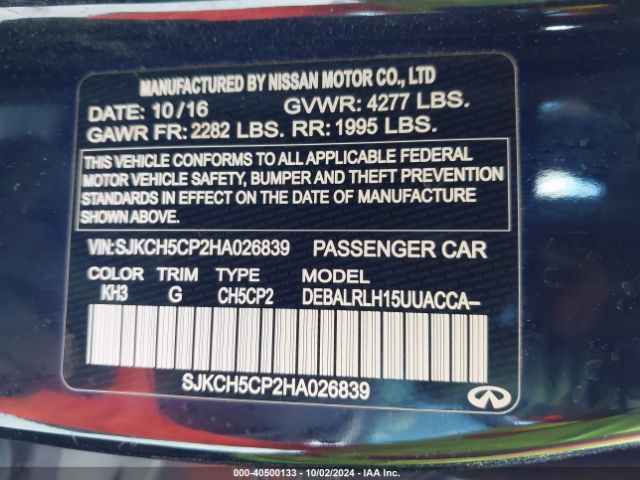 MANUFACTURED BY NISSAN MOTOR CO., LTD
DATE: 10/16 GVWR: 4277 LBS.
GAWR FR: 2282 LBS. RR: 1995 LBS.
THIS VEHICLE CONFORMS TO ALL APPLICABLE FEDERAL
MOTOR VEHICLE SAFETY, BUMPER AND THEFT PREVENTION
STANDARDS IN EFFECT ON THE DATE OF MANUFACTURE
SHOWN ABOVE.
VIN:SJKCH5CP2HA026839 PASSENGER CAR
COLOR TRIM TYPE MODEL
KH3 G CH5CP2 DEBALRLH15UUACCA-
SJKCH5CP2HA026839
000-40500133 - 10/02/2024 - IAA Inc.